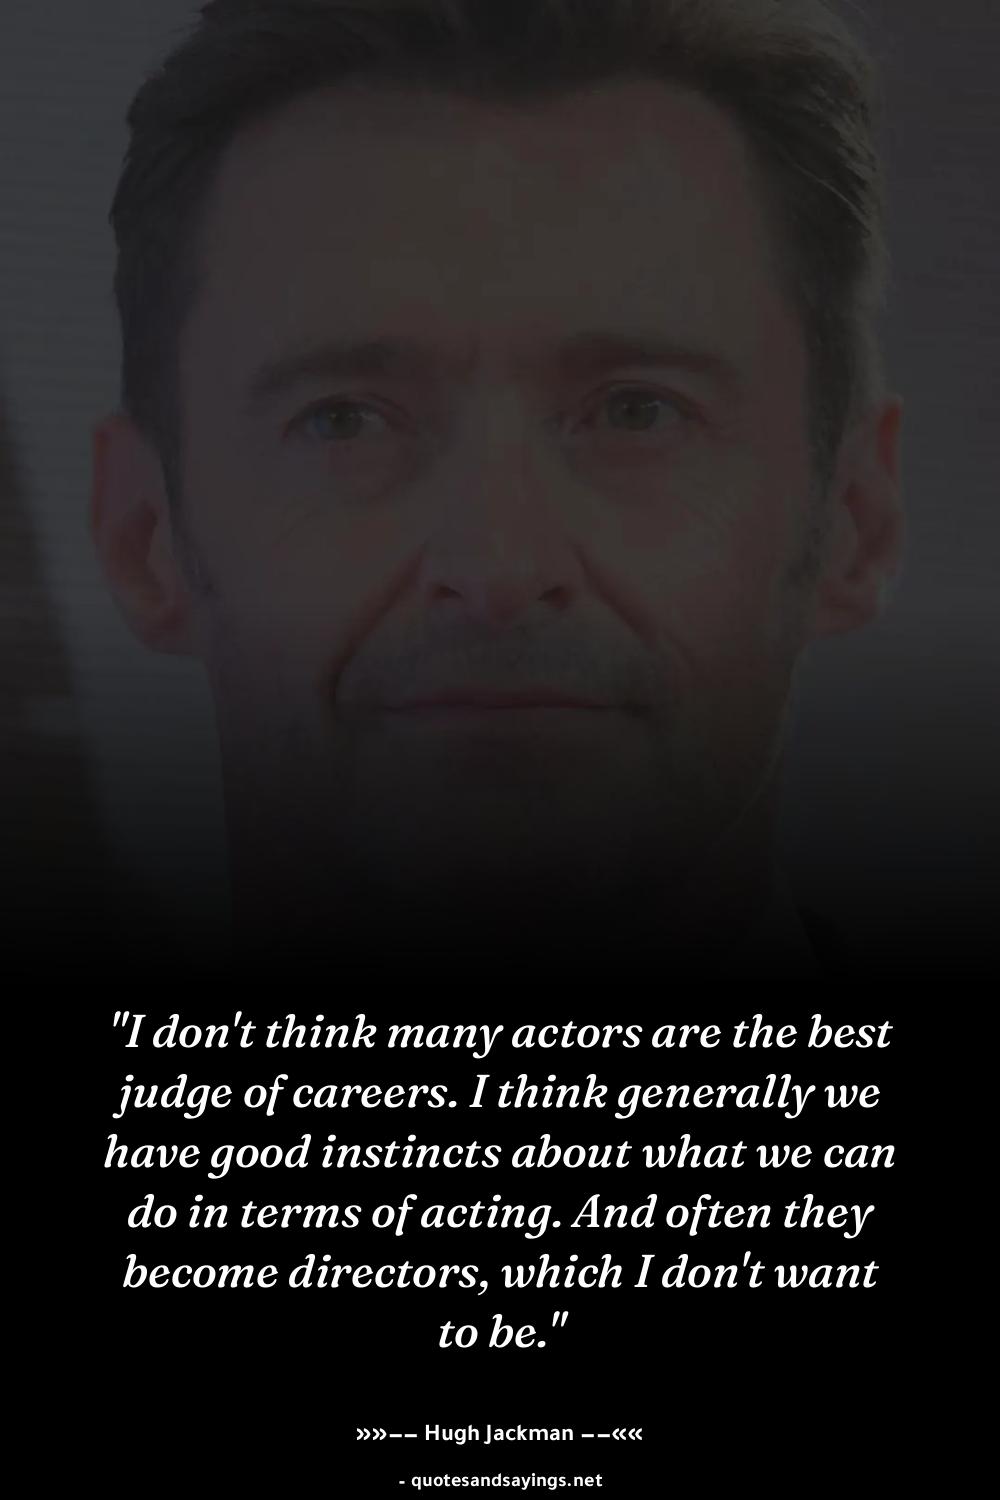 "I don't think many actors are the best
judge of careers. I think generally we
have good instincts about what we can
do in terms of acting. And often they
become directors, which I don't want
to be."
»»−− Hugh Jackman −−««
- quotesandsayings.net